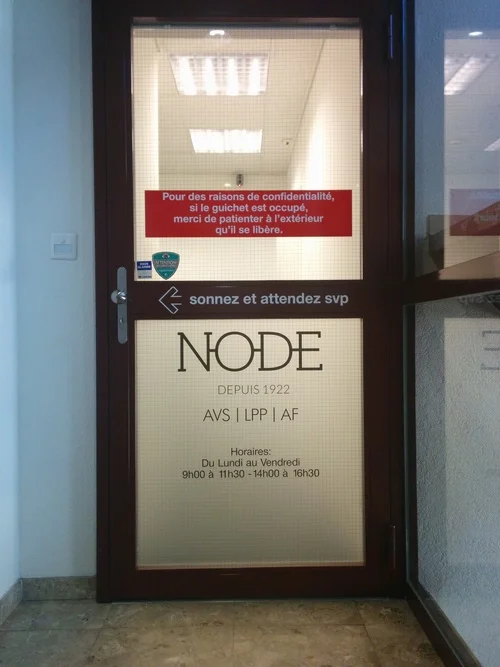 Pour des raisons de confidentialité,
si le guichet est occupé,
merci de patienter à l'extérieur
qu'il se libère.
sonnez et attendez svp
NODE
DEPUIS 1922
AVS | LPP | AF
Horaires:
Du Lundi au Vendredi
9h00 à 11h30 - 14h00 à 16h30